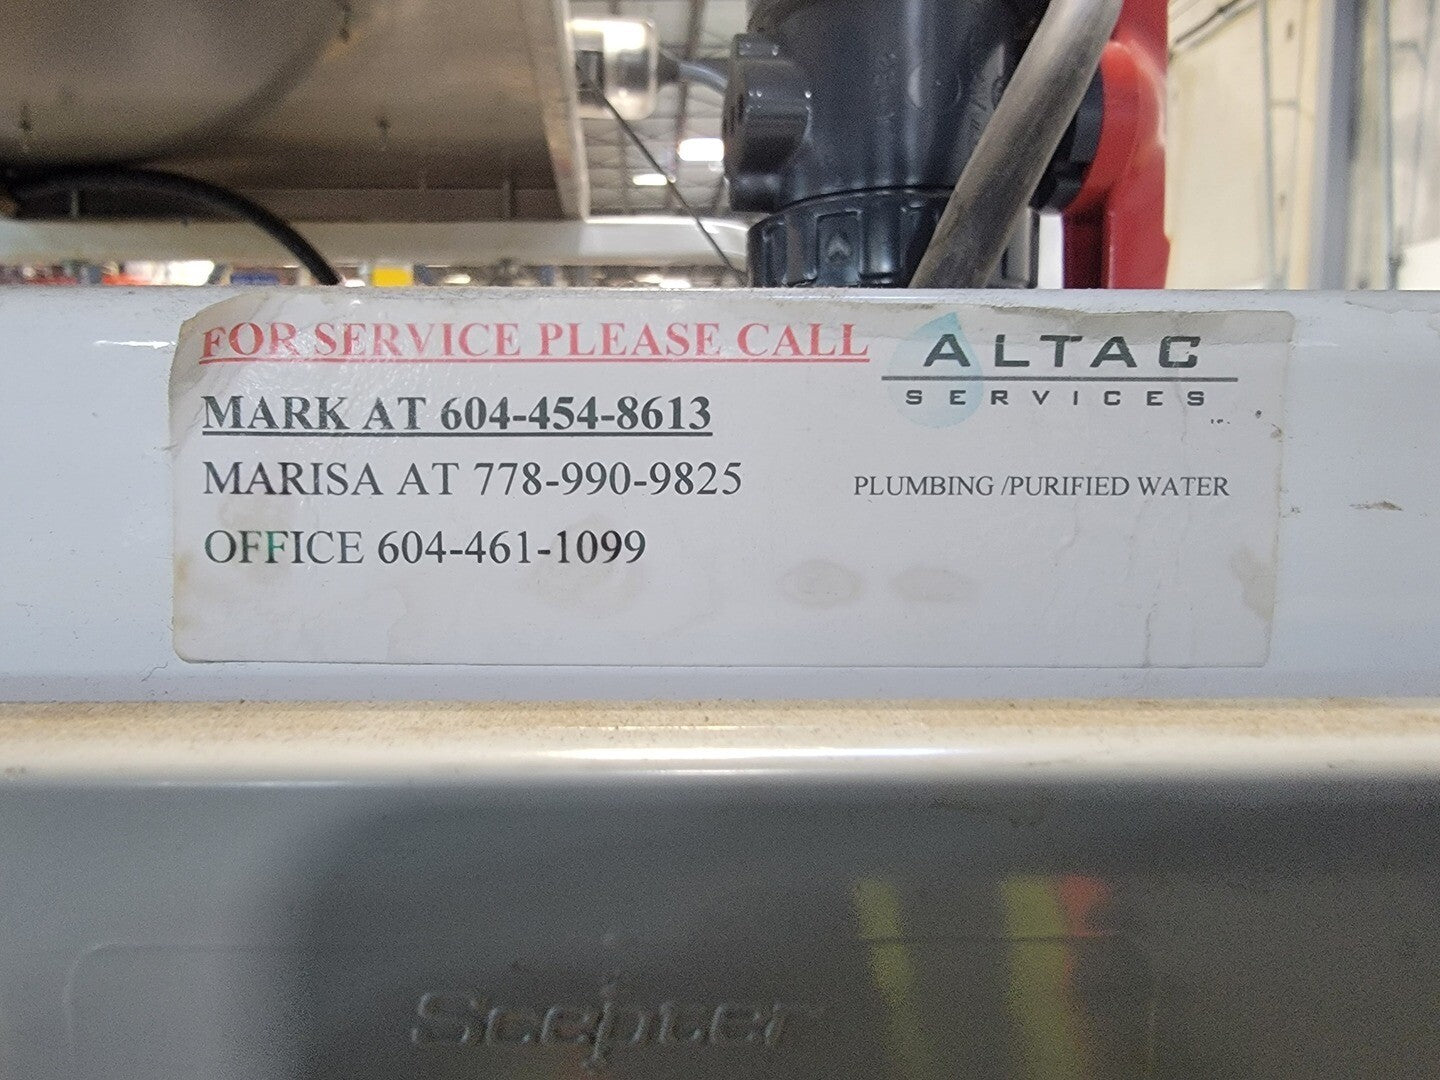 FOR SERVICE PLEASE CALL
MARK AT 604-454-8613
MARISA AT 778-990-9825
OFFICE 604-461-1099
ALTAC
SERVICES
PLUMBING /PURIFIED WATER
Scepter